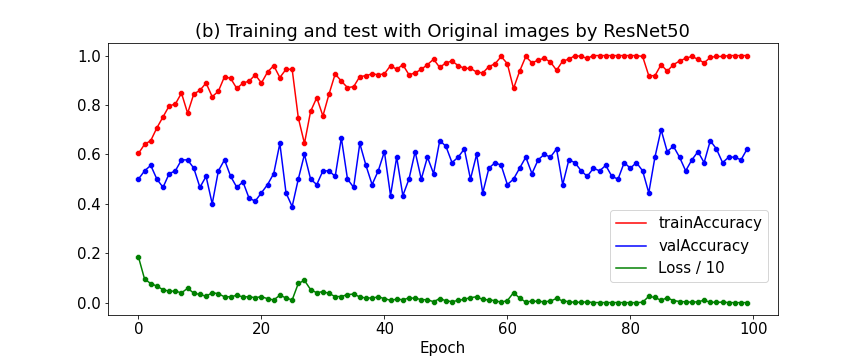 (b) Training and test with Original images by ResNet50
1.0
0.8
0.6
0.4
0.2
0.0
trainAccuracy
valAccuracy
Loss / 10
0 20 40 60 80 100
Epoch